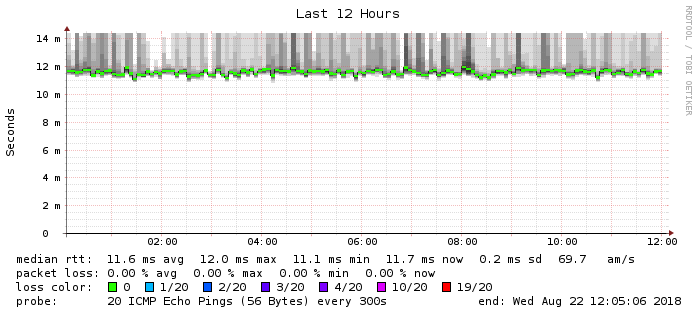 Last 12 Hours
RRDTOOL / TOBI OETIKER
Seconds
14 m
12 m
10 m
8 m
6 m
4 m
2 m
0
02:00 04:00 06:00 08:00 10:00 12:00
median rtt: 11.6 ms avg 12.0 ms max 11.1 ms min 11.7 ms now 0.2 ms sd 69.7 am/s
packet loss: 0.00 % avg 0.00 % max 0.00 % min 0.00 % now
loss color: 0 1/20 2/20 3/20 4/20 10/20 19/20
probe: 20 ICMP Echo Pings (56 Bytes) every 300s end: Wed Aug 22 12:05:06 2018